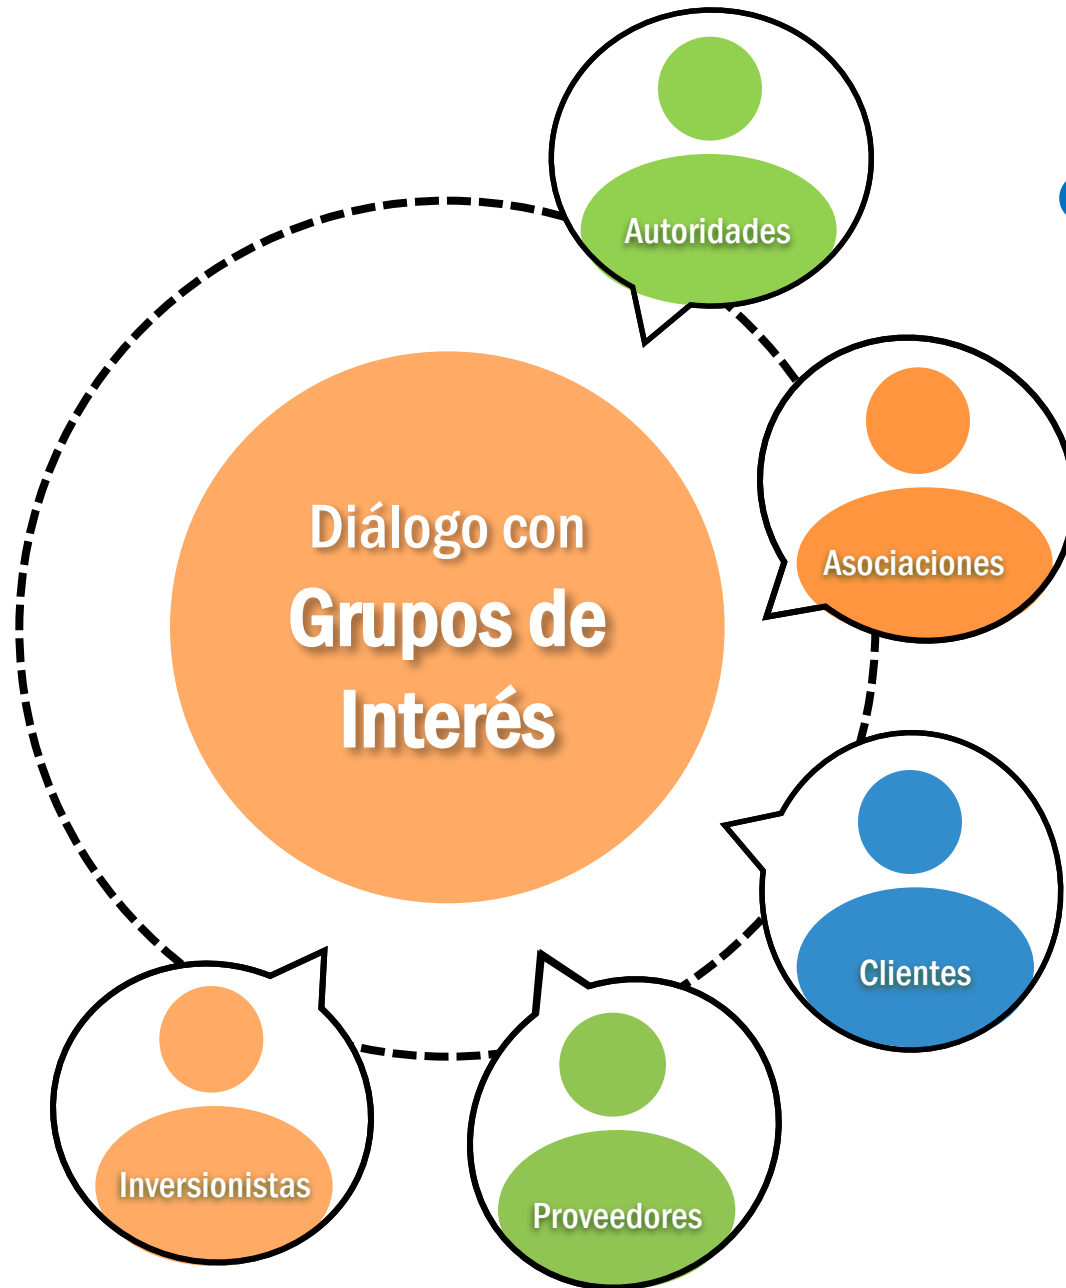 Autoridades
Asociaciones
Diálogo con
Grupos de
Interés
Clientes
Inversionistas
Proveedores